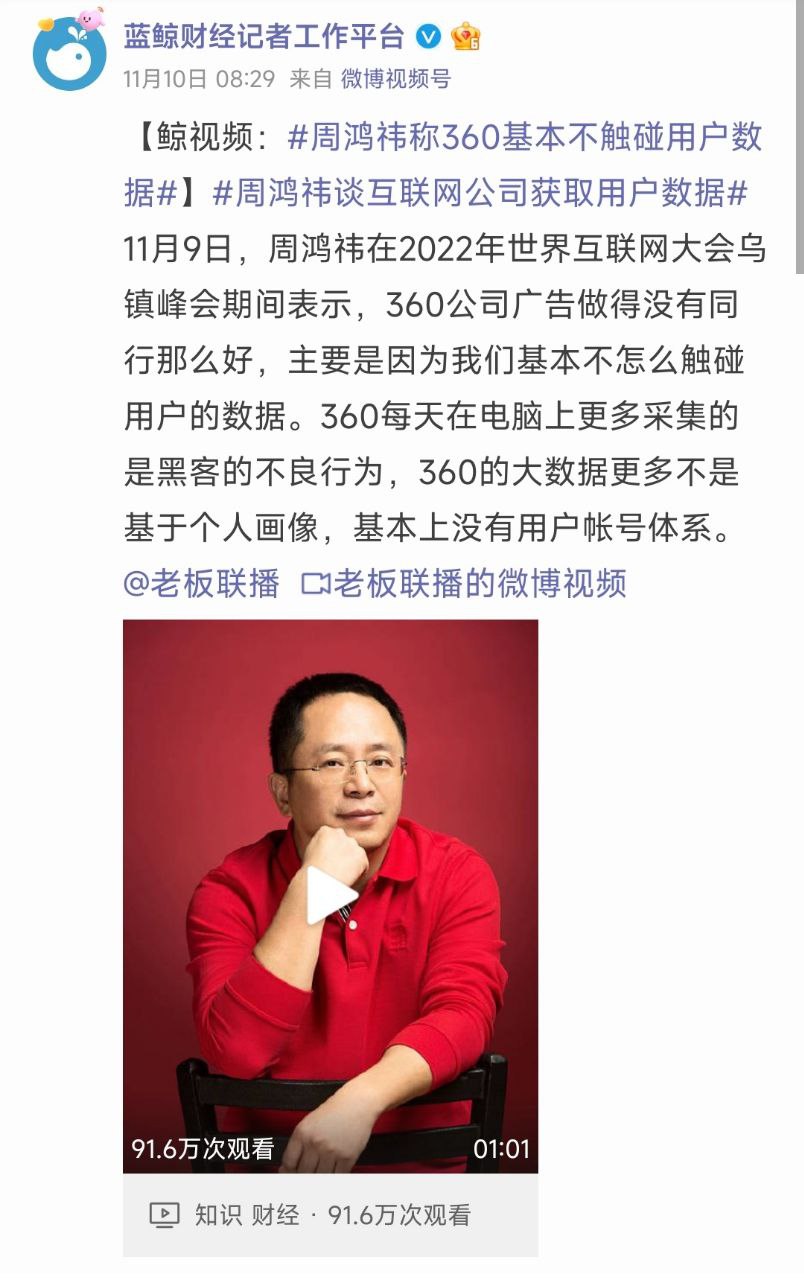 蓝鲸财经记者工作平台
11月10日 08:29 来自 微博视频号
【鲸视频：#周鸿祎称360基本不触碰用户数
据#】#周鸿祎谈互联网公司获取用户数据#
11月9日，周鸿祎在2022年世界互联网大会乌
镇峰会期间表示，360公司广告做得没有同
行那么好，主要是因为我们基本不怎么触碰
用户的数据。360每天在电脑上更多采集的
是黑客的不良行为，360的大数据更多不是
基于个人画像，基本上没有用户帐号体系。
@老板联播 老板联播的微博视频
91.6万次观看 01:01
知识 财经 · 91.6万次观看